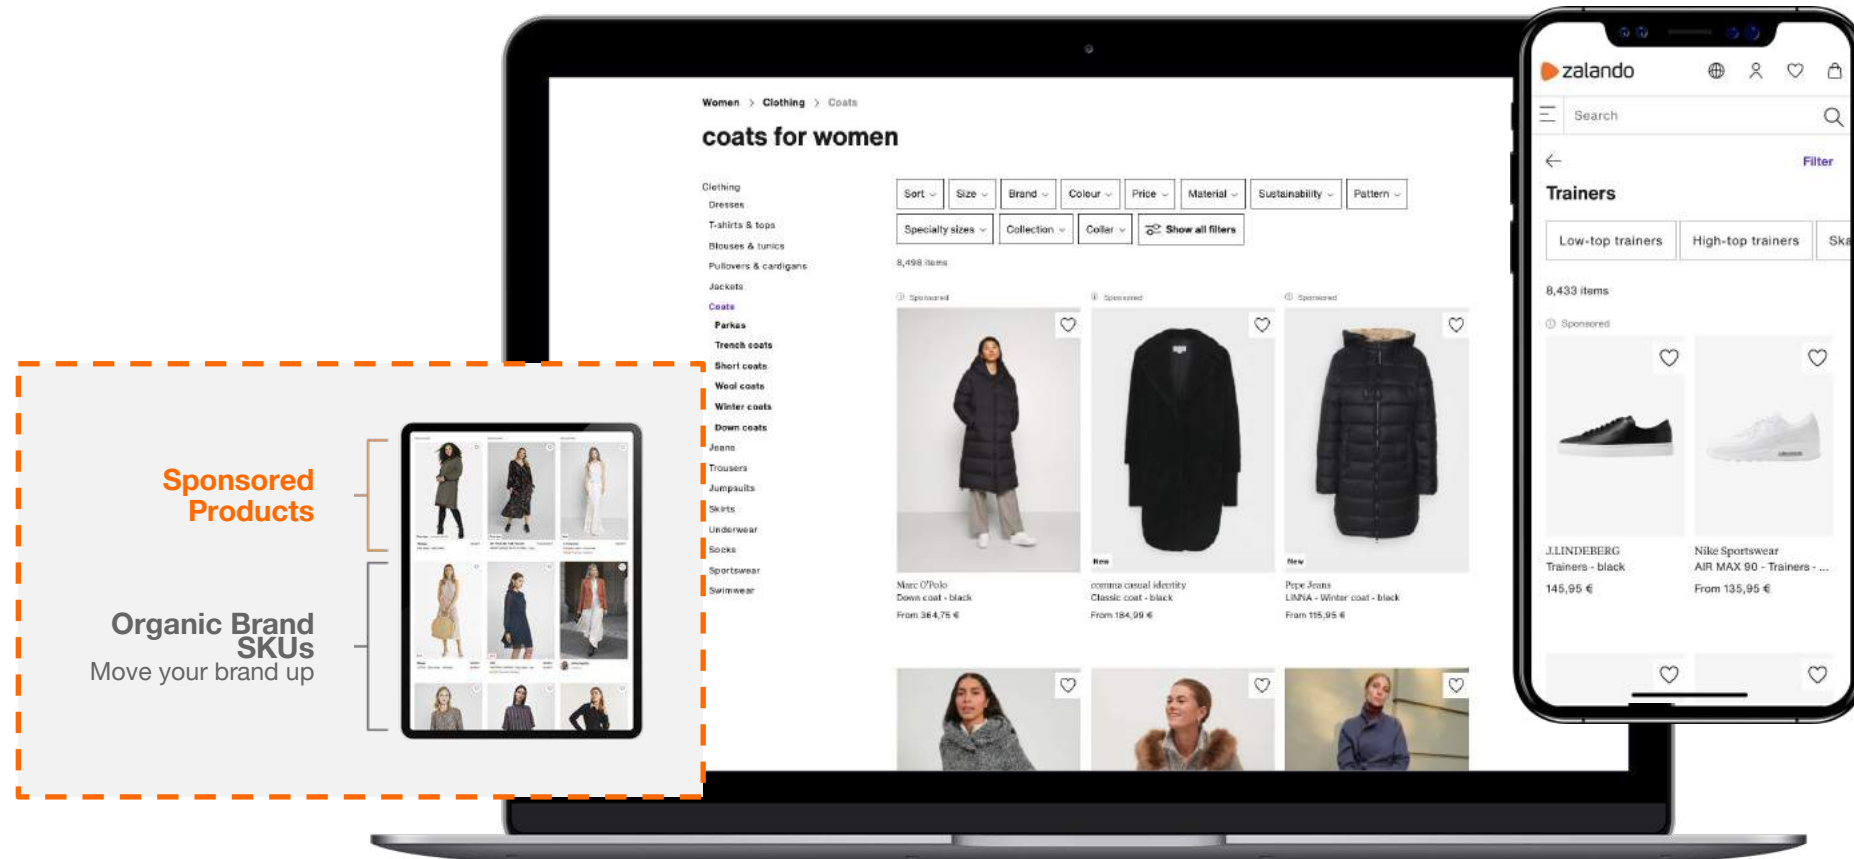 Women > Clothing > Coats
coats for women
Clothing
Dresses
T-shirts & tops
Blouses & tunics
Pullovers & cardigans
Jackets
Coats
Parkas
Trench coats
Short coats
Wool coats
Winter coats
Down coats
Jeans
Trousers
Jumpsuits
Skirts
Underwear
Socks
Sportswear
Swimwear
Sort Size Brand Colour Price Material Sustainability Pattern
Specialty sizes Collection Collar Show all filters
8,498 items
Sponsored Sponsored Sponsored
New New
Marc O'Polo
Down coat - black
From 364,75 €
comma casual identity
Classic coat - black
From 184,99 €
Pepe Jeans
LINNA - Winter coat - black
From 115,95 €
zalando
Search
Filter
Trainers
Low-top trainers High-top trainers Ska
8,433 items
Sponsored
J.LINDEBERG
Trainers - black
145,95 €
Nike Sportswear
AIR MAX 90 - Trainers - ...
From 135,95 €
Sponsored
Products
Organic Brand
SKUs
Move your brand up